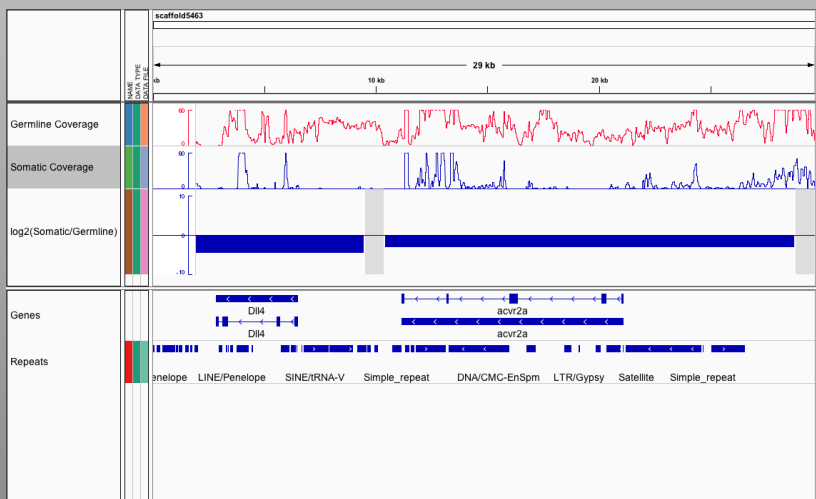 scaffold5463
29 kb
kb
10 kb
20 kb
NAME
DATA TYPE
DATA FILE
Germline Coverage
60
0
Somatic Coverage
60
0
log2(Somatic/Germline)
10
0
-10
Genes
Dll4
acvr2a
Dll4
acvr2a
Repeats
enelope LINE/Penelope SINE/tRNA-V Simple_repeat DNA/CMC-EnSpm LTR/Gypsy Satellite Simple_repeat